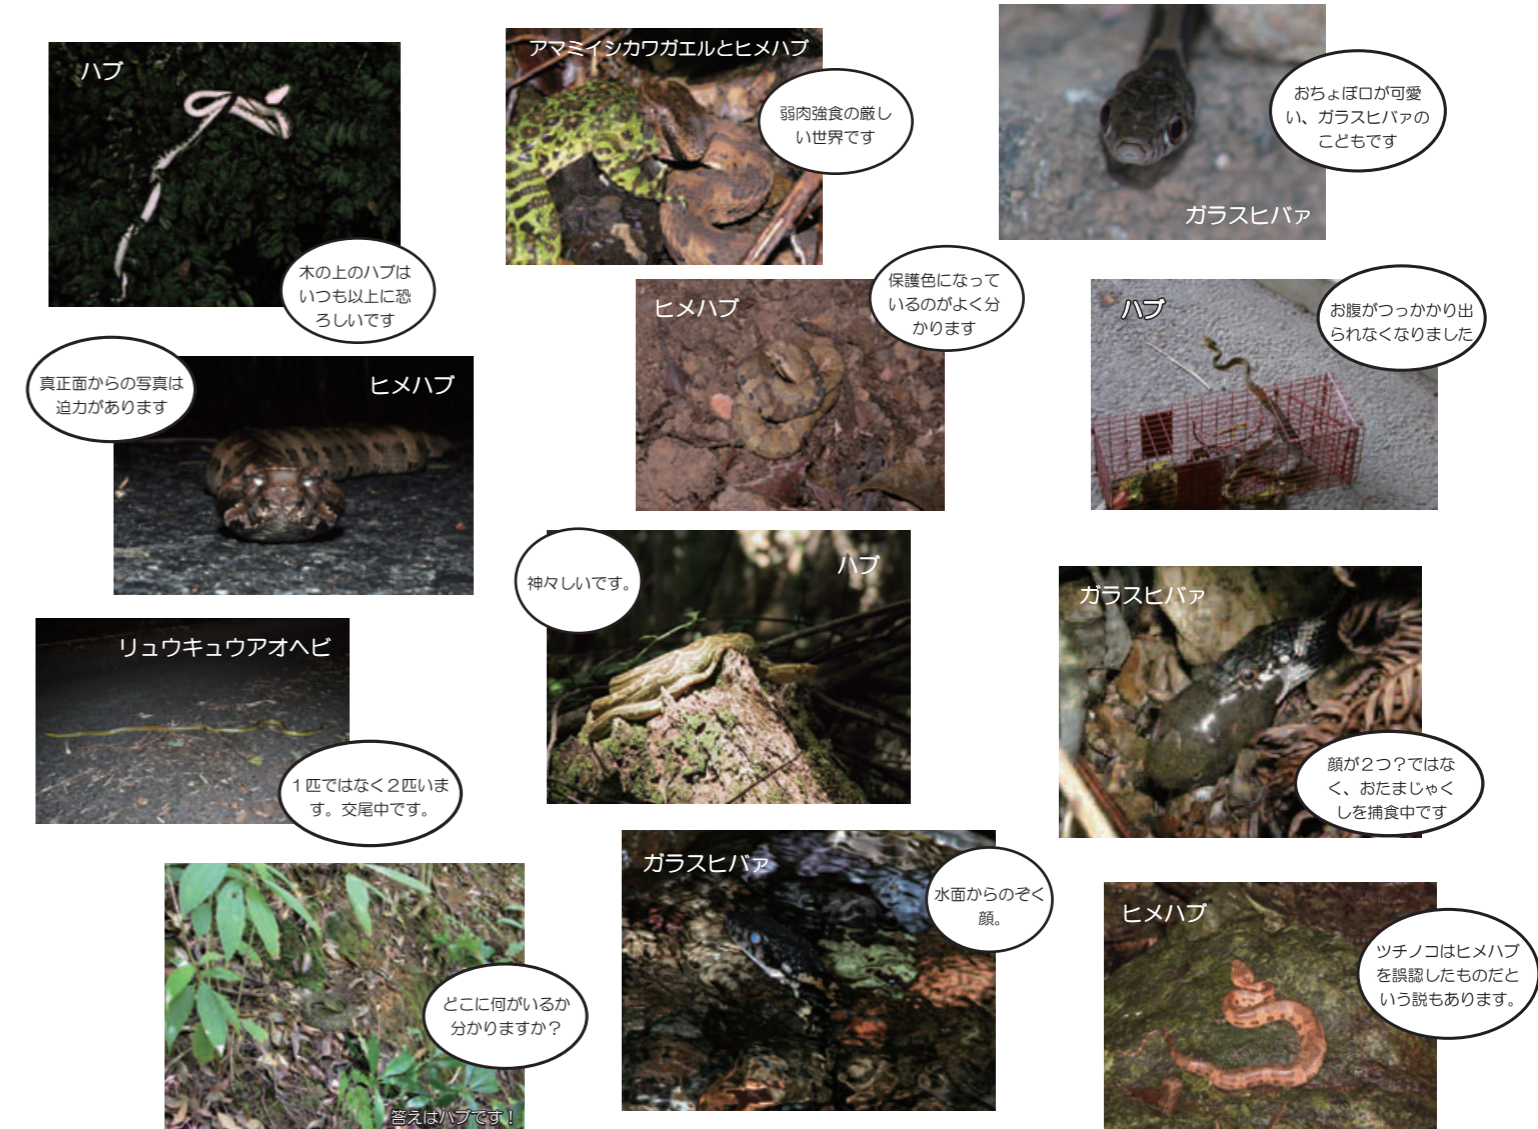 ハブ
木の上のハブは
いつも以上に恐
ろしいです
アマミイシカワガエルとヒメハブ
弱肉強食の厳し
い世界です
おちょぼ口が可愛
い、ガラスヒバァの
こどもです
ガラスヒバァ
真正面からの写真は
迫力があります
ヒメハブ
ヒメハブ
保護色になって
いるのがよく分
かります
ハブ
お腹がつっかかり出
られなくなりました
リュウキュウアオヘビ
１匹ではなく２匹いま
す。交尾中です。
神々しいです。
ハブ
ガラスヒバァ
顔が２つ？ではな
く、おたまじゃく
しを捕食中です
どこに何がいるか
分かりますか？
答えはハブです！
ガラスヒバァ
水面からのぞく
顔。
ヒメハブ
ツチノコはヒメハブ
を誤認したものだと
いう説もあります。